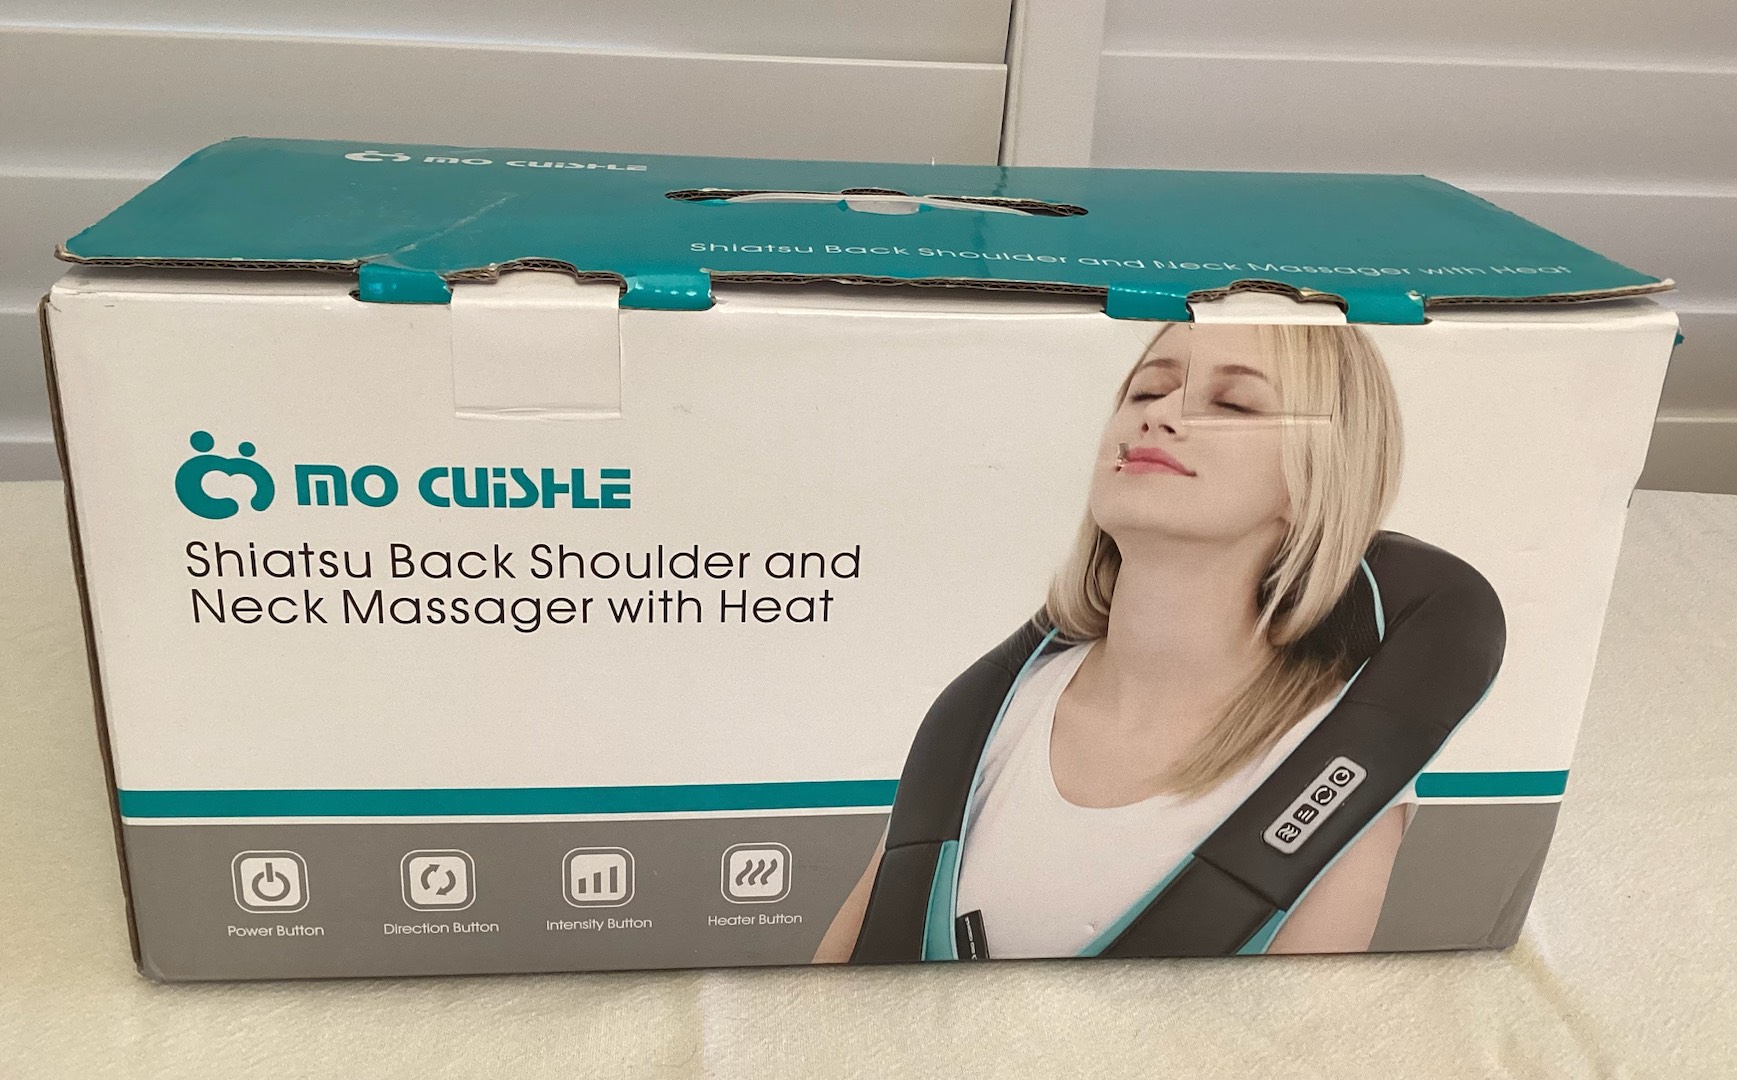 MO CUISHLE
Shiatsu Back Shoulder and Neck Massager with Heat
MO CUISHLE
Shiatsu Back Shoulder and
Neck Massager with Heat
Power Button
Direction Button
Intensity Button
Heater Button